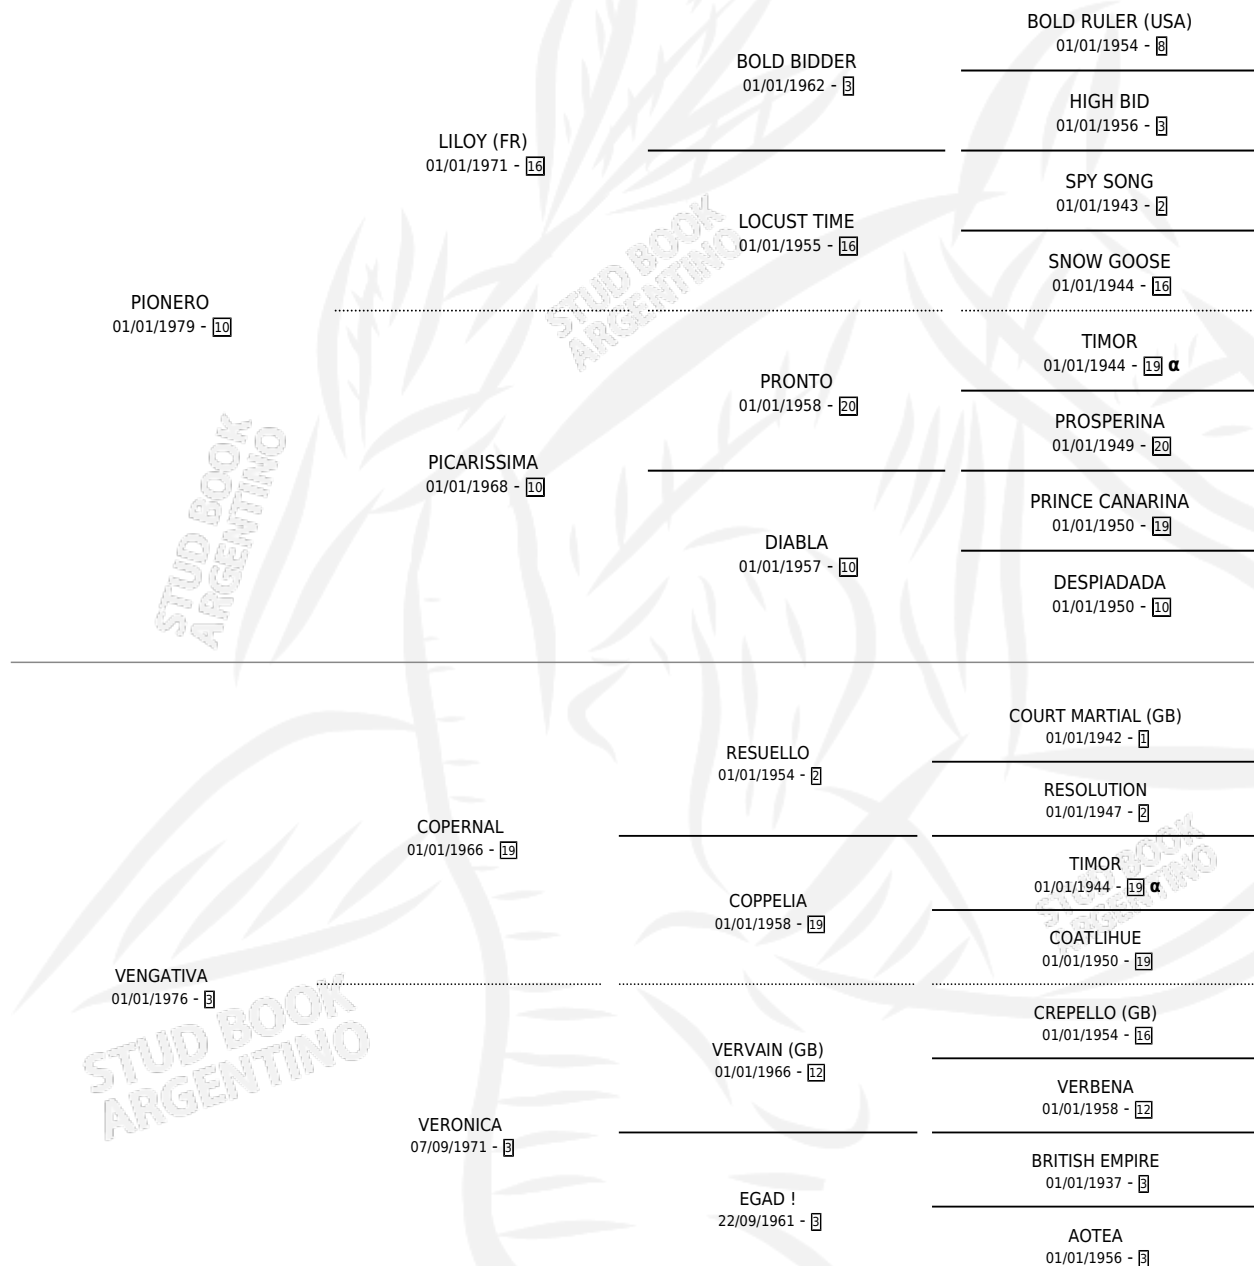 BOLD RULER (USA)
01/01/1954 - 8
BOLD BIDDER
01/01/1962 - 3
HIGH BID
01/01/1956 - 3
LILOY (FR)
01/01/1971 - 16
SPY SONG
01/01/1943 - 2
LOCUST TIME
01/01/1955 - 16
SNOW GOOSE
01/01/1944 - 16
STUD BOOK
ARGENTINO
PIONERO
01/01/1979 - 10
TIMOR
01/01/1944 - 19 α
PRONTO
01/01/1958 - 20
PROSPERINA
01/01/1949 - 20
PICARISSIMA
01/01/1968 - 10
PRINCE CANARINA
01/01/1950 - 19
STUD BOOK
ARGENTINO
DIABLA
01/01/1957 - 10
DESPIADADA
01/01/1950 - 10
COURT MARTIAL (GB)
01/01/1942 - 1
RESUELLO
01/01/1954 - 2
RESOLUTION
01/01/1947 - 2
COPERNAL
01/01/1966 - 19
TIMOR
01/01/1944 - 19 α
STUD BOOK
ARGENTINO
COPPELIA
01/01/1958 - 19
COATLIHUE
01/01/1950 - 19
VENGATIVA
01/01/1976 - 3
STUD BOOK
ARGENTINO
CREPELLO (GB)
01/01/1954 - 16
VERVAIN (GB)
01/01/1966 - 12
VERBENA
01/01/1958 - 12
VERONICA
07/09/1971 - 3
BRITISH EMPIRE
01/01/1937 - 3
EGAD !
22/09/1961 - 3
AOTEA
01/01/1956 - 3